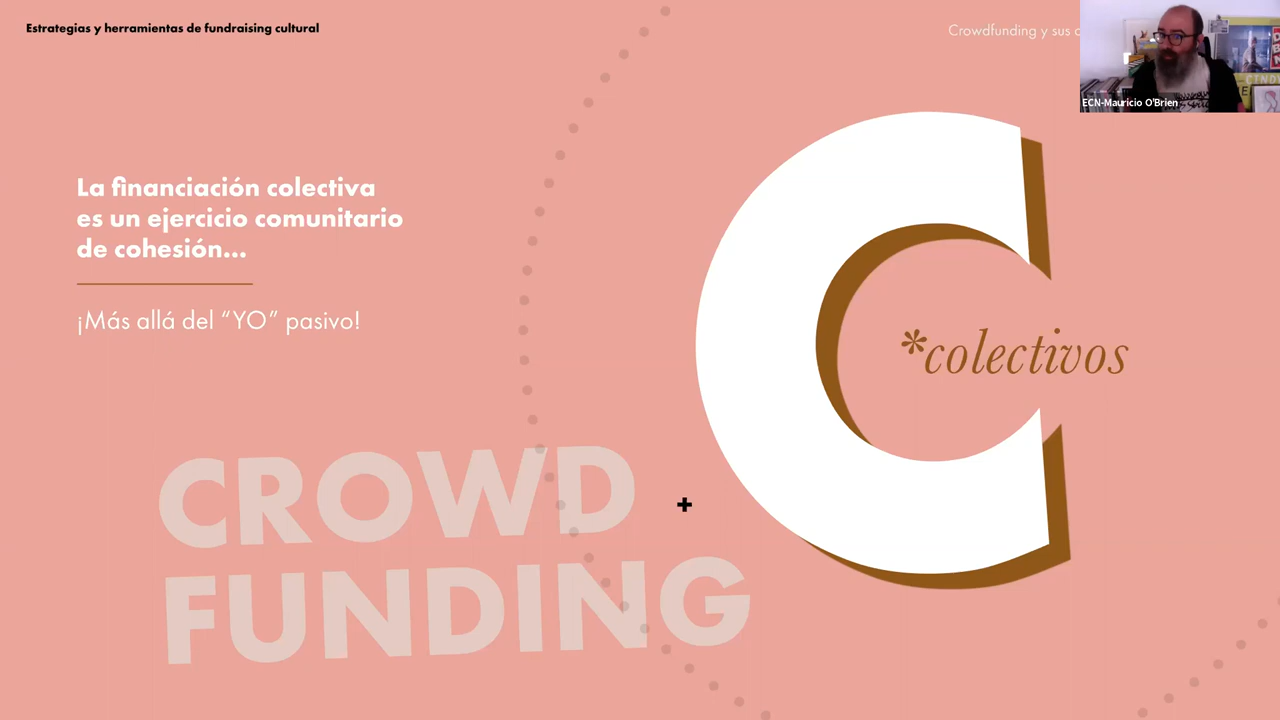 Estrategias y herramientas de fundraising cultural
Crowdfunding y sus
ECN-Mauricio O'Brien
La financiación colectiva
es un ejercicio comunitario
de cohesión...
¡Más allá del “YO” pasivo!
C
*colectivos
CROWD
+
FUNDING